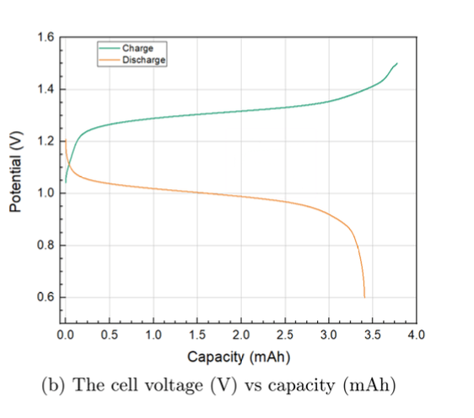 1.6
Charge
Discharge
1.4
1.2
1.0
0.8
0.6
Potential (V)
0.0 0.5 1.0 1.5 2.0 2.5 3.0 3.5 4.0
Capacity (mAh)
(b) The cell voltage (V) vs capacity (mAh)